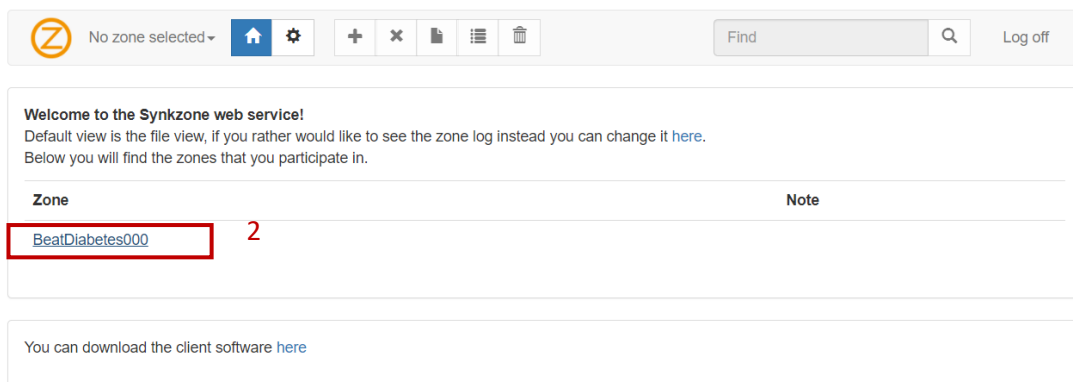 Z No zone selected Find Log off
Welcome to the Synkzone web service!
Default view is the file view, if you rather would like to see the zone log instead you can change it here.
Below you will find the zones that you participate in.
Zone Note
BeatDiabetes000 2
You can download the client software here